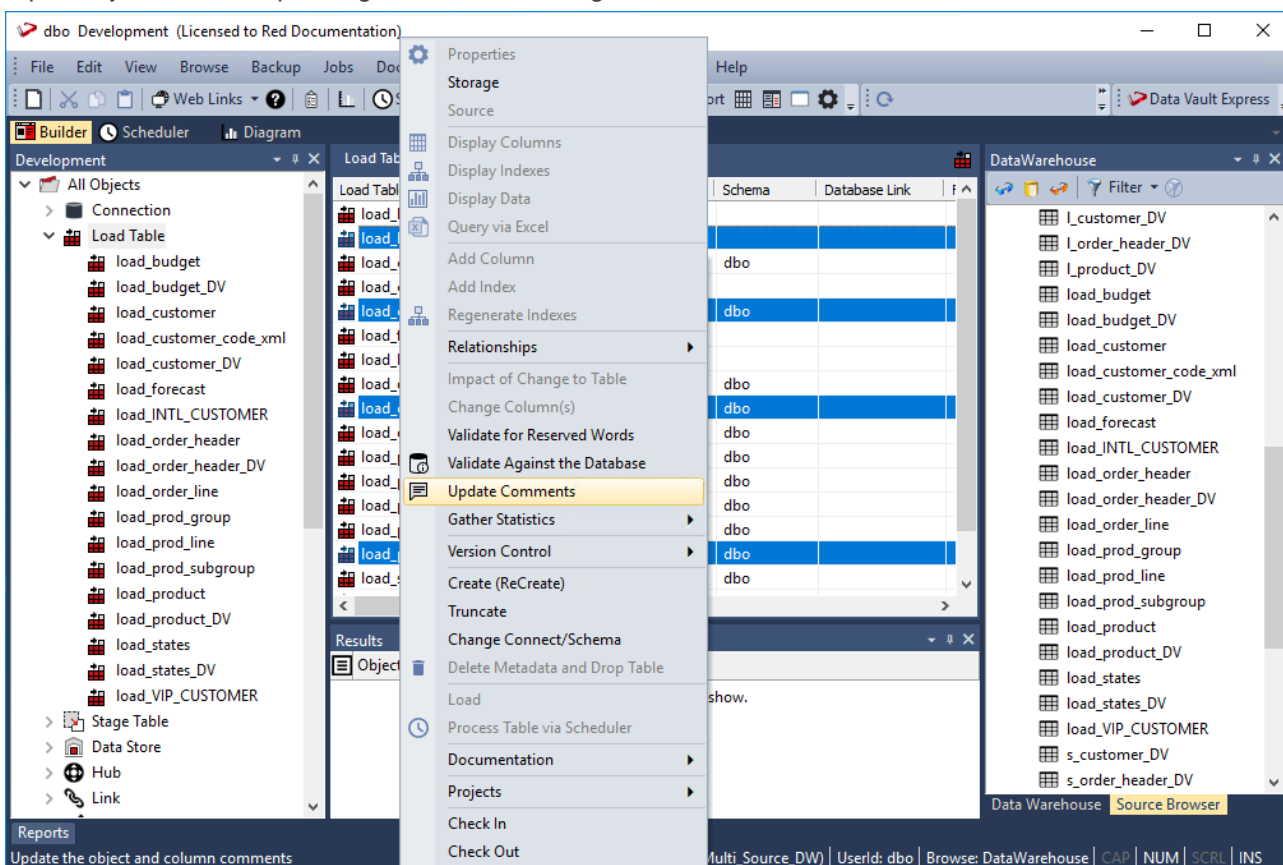 dbo Development (Licensed to Red Documentation)
File Edit View Browse Backup Jobs Help
Web Links
Data Vault Express
Builder Scheduler Diagram
Development
All Objects
Connection
Load Table
load_budget
load_budget_DV
load_customer
load_customer_code_xml
load_customer_DV
load_forecast
load_INTL_CUSTOMER
load_order_header
load_order_header_DV
load_order_line
load_prod_group
load_prod_line
load_prod_subgroup
load_product
load_product_DV
load_states
load_states_DV
load_VIP_CUSTOMER
Stage Table
Data Store
Hub
Link
Properties
Storage
Source
Display Columns
Display Indexes
Display Data
Query via Excel
Add Column
Add Index
Regenerate Indexes
Relationships
Impact of Change to Table
Change Column(s)
Validate for Reserved Words
Validate Against the Database
Update Comments
Gather Statistics
Version Control
Create (ReCreate)
Truncate
Change Connect/Schema
Delete Metadata and Drop Table
Load
Process Table via Scheduler
Documentation
Projects
Check In
Check Out
Schema Database Link
dbo
dbo
dbo
dbo
dbo
dbo
dbo
dbo
dbo
dbo
dbo
Results
show.
DataWarehouse
Filter
l_customer_DV
l_order_header_DV
l_product_DV
load_budget
load_budget_DV
load_customer
load_customer_code_xml
load_customer_DV
load_forecast
load_INTL_CUSTOMER
load_order_header
load_order_header_DV
load_order_line
load_prod_group
load_prod_line
load_prod_subgroup
load_product
load_product_DV
load_states
load_states_DV
load_VIP_CUSTOMER
s_customer_DV
s_order_header_DV
Data Warehouse Source Browser
Reports
Update the object and column comments
Multi_Source_DW) UserId: dbo Browse: DataWarehouse CAP NUM SCRL INS